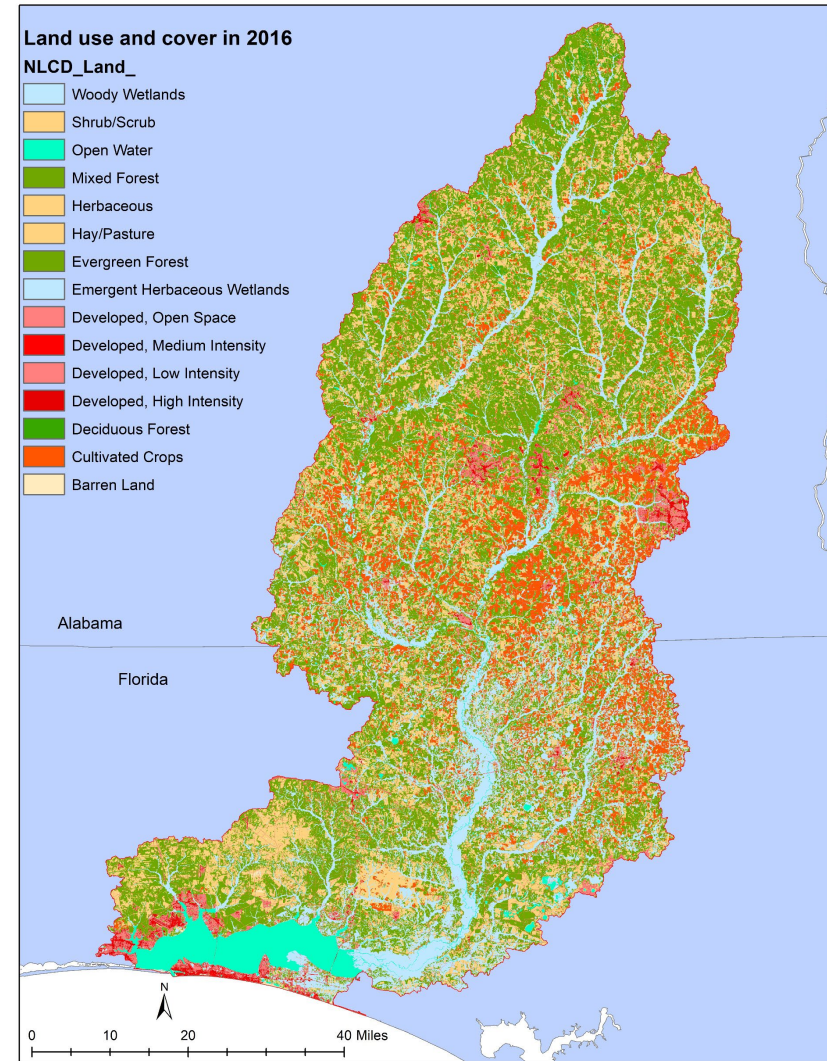 Land use and cover in 2016
NLCD_Land_
Woody Wetlands
Shrub/Scrub
Open Water
Mixed Forest
Herbaceous
Hay/Pasture
Evergreen Forest
Emergent Herbaceous Wetlands
Developed, Open Space
Developed, Medium Intensity
Developed, Low Intensity
Developed, High Intensity
Deciduous Forest
Cultivated Crops
Barren Land
Alabama
Florida
N
0 10 20 40 Miles